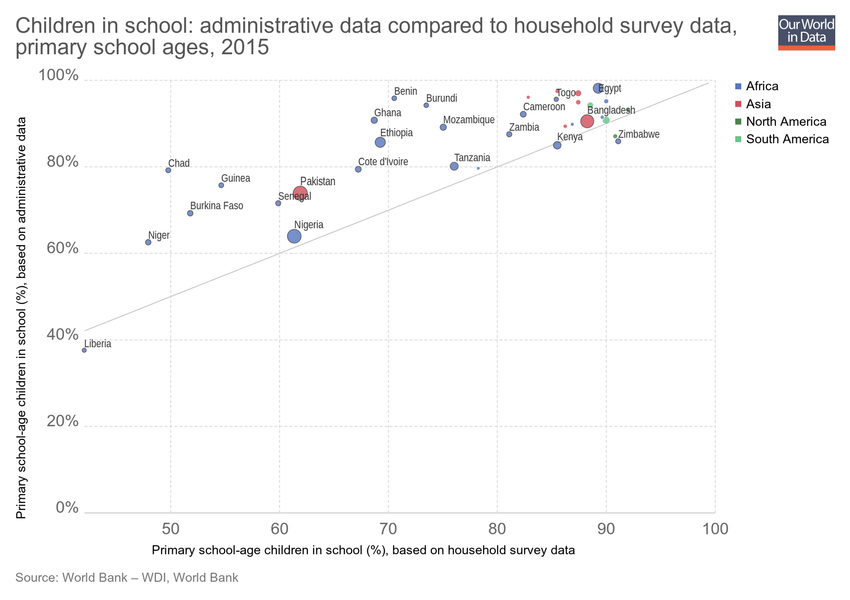 Children in school: administrative data compared to household survey data,
primary school ages, 2015
Our World
in Data
Primary school-age children in school (%), based on administrative data
100%
80%
60%
40%
20%
0%
Benin
Burundi
Togo
Egypt
Ghana
Cameroon
Bangladesh
Ethiopia
Mozambique
Zambia
Kenya
Zimbabwe
Chad
Cote d'Ivoire
Tanzania
Guinea
Pakistan
Senegal
Burkina Faso
Niger
Nigeria
Liberia
Africa
Asia
North America
South America
50
60
70
80
90
100
Primary school-age children in school (%), based on household survey data
Source: World Bank – WDI, World Bank